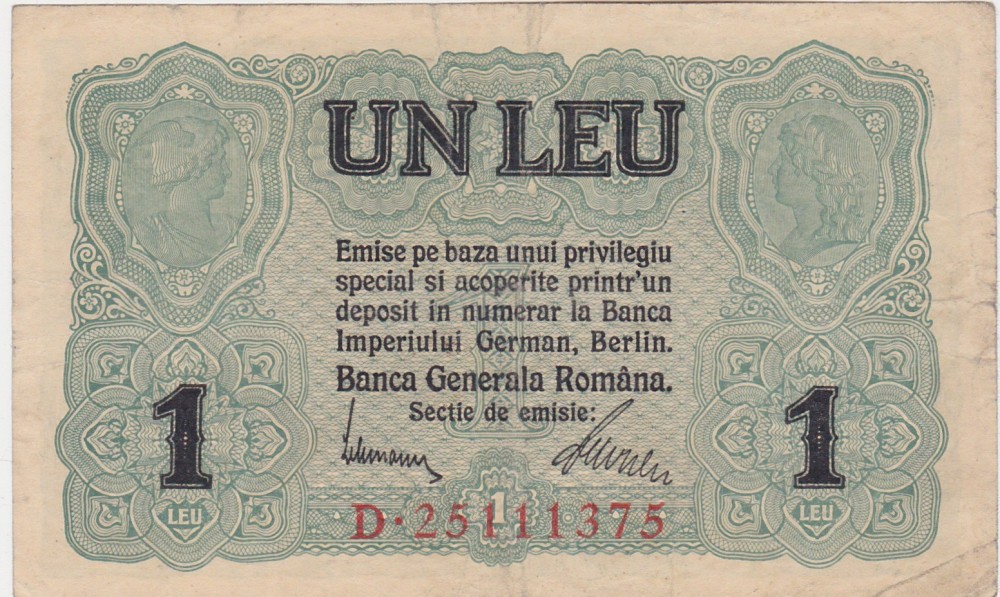 UN LEU
Emise pe baza unui privilegiu
special si acoperite printr'un
deposit in numerar la Banca
Imperiului German, Berlin.
Banca Generala Româna.
Sectie de emisie:
1 1
1
LEU LEU
1
D·25111375